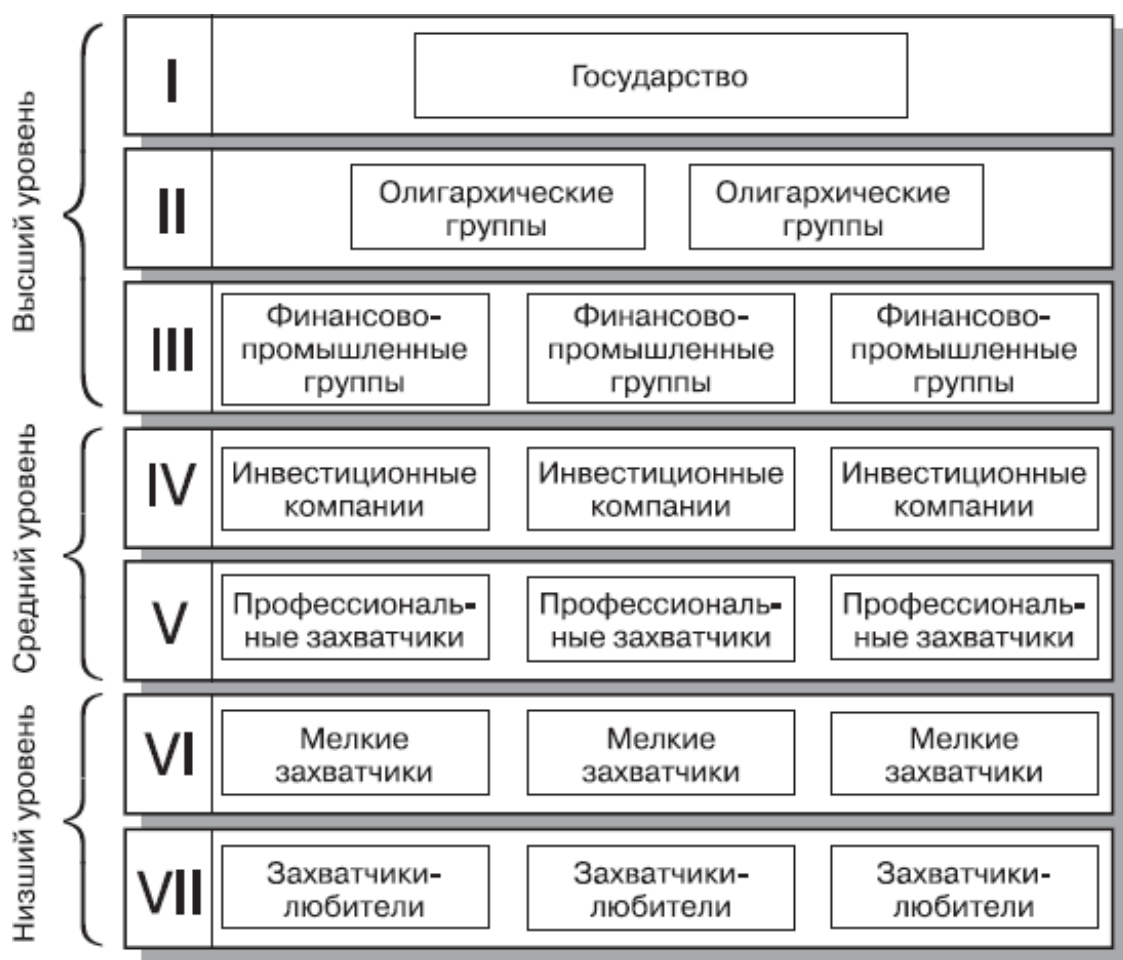 Высший уровень
I
Государство
II
Олигархические
группы
Олигархические
группы
III
Финансово-
промышленные
группы
Финансово-
промышленные
группы
Финансово-
промышленные
группы
Средний уровень
IV
Инвестиционные
компании
Инвестиционные
компании
Инвестиционные
компании
V
Профессиональ-
ные захватчики
Профессиональ-
ные захватчики
Профессиональ-
ные захватчики
Низший уровень
VI
Мелкие
захватчики
Мелкие
захватчики
Мелкие
захватчики
VII
Захватчики-
любители
Захватчики-
любители
Захватчики-
любители